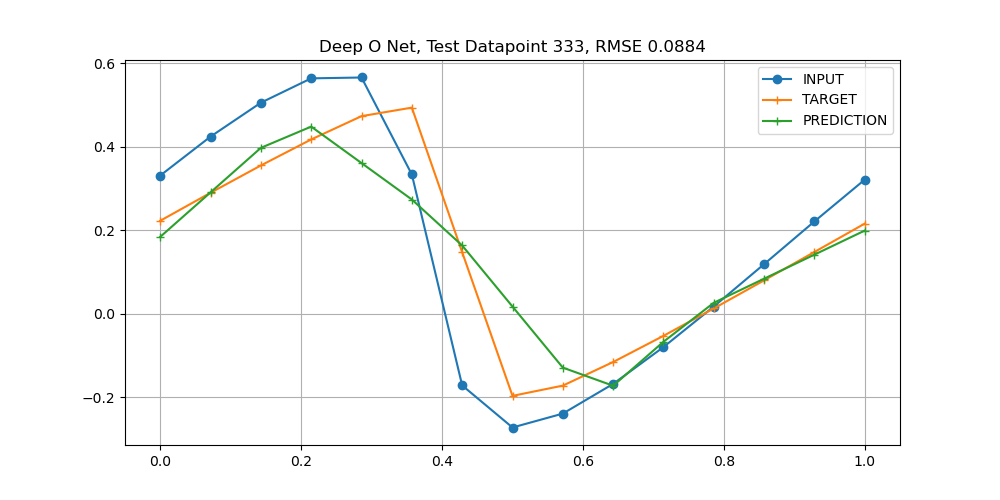 Deep O Net, Test Datapoint 333, RMSE 0.0884
INPUT
TARGET
PREDICTION
0.6
0.4
0.2
0.0
−0.2
0.0 0.2 0.4 0.6 0.8 1.0